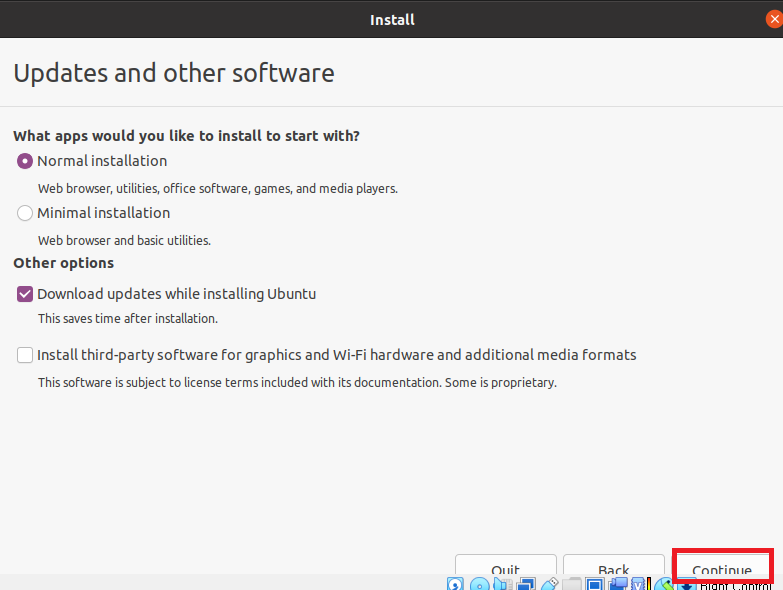 Install
Updates and other software
What apps would you like to install to start with?
Normal installation
Web browser, utilities, office software, games, and media players.
Minimal installation
Web browser and basic utilities.
Other options
Download updates while installing Ubuntu
This saves time after installation.
Install third-party software for graphics and Wi-Fi hardware and additional media formats
This software is subject to license terms included with its documentation. Some is proprietary.
Quit Back Continue
Right Control